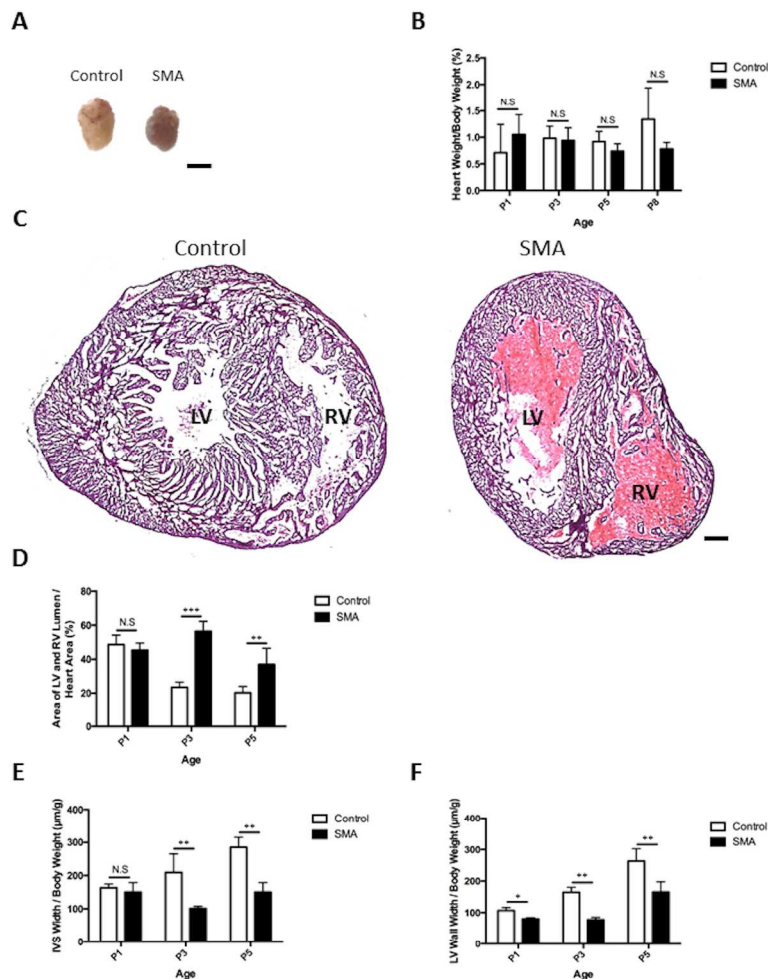 A
Control SMA
B
Heart Weight/Body Weight (%)
2.5
2.0
1.5
1.0
0.5
0.0
N.S
N.S
N.S
N.S
P1
P3
P5
P8
Age
Control
SMA
C
Control
SMA
LV
RV
LV
RV
D
Area of LV and RV Lumen /
Heart Area (%)
80
60
40
20
0
N.S
***
**
P1
P3
P5
Age
Control
SMA
E
IVS Width / Body Weight (µm/g)
400
300
200
100
0
N.S
**
**
P1
P3
P5
Age
Control
SMA
F
LV Wall Width / Body Weight (µm/g)
400
300
200
100
0
*
**
**
P1
P3
P5
Age
Control
SMA